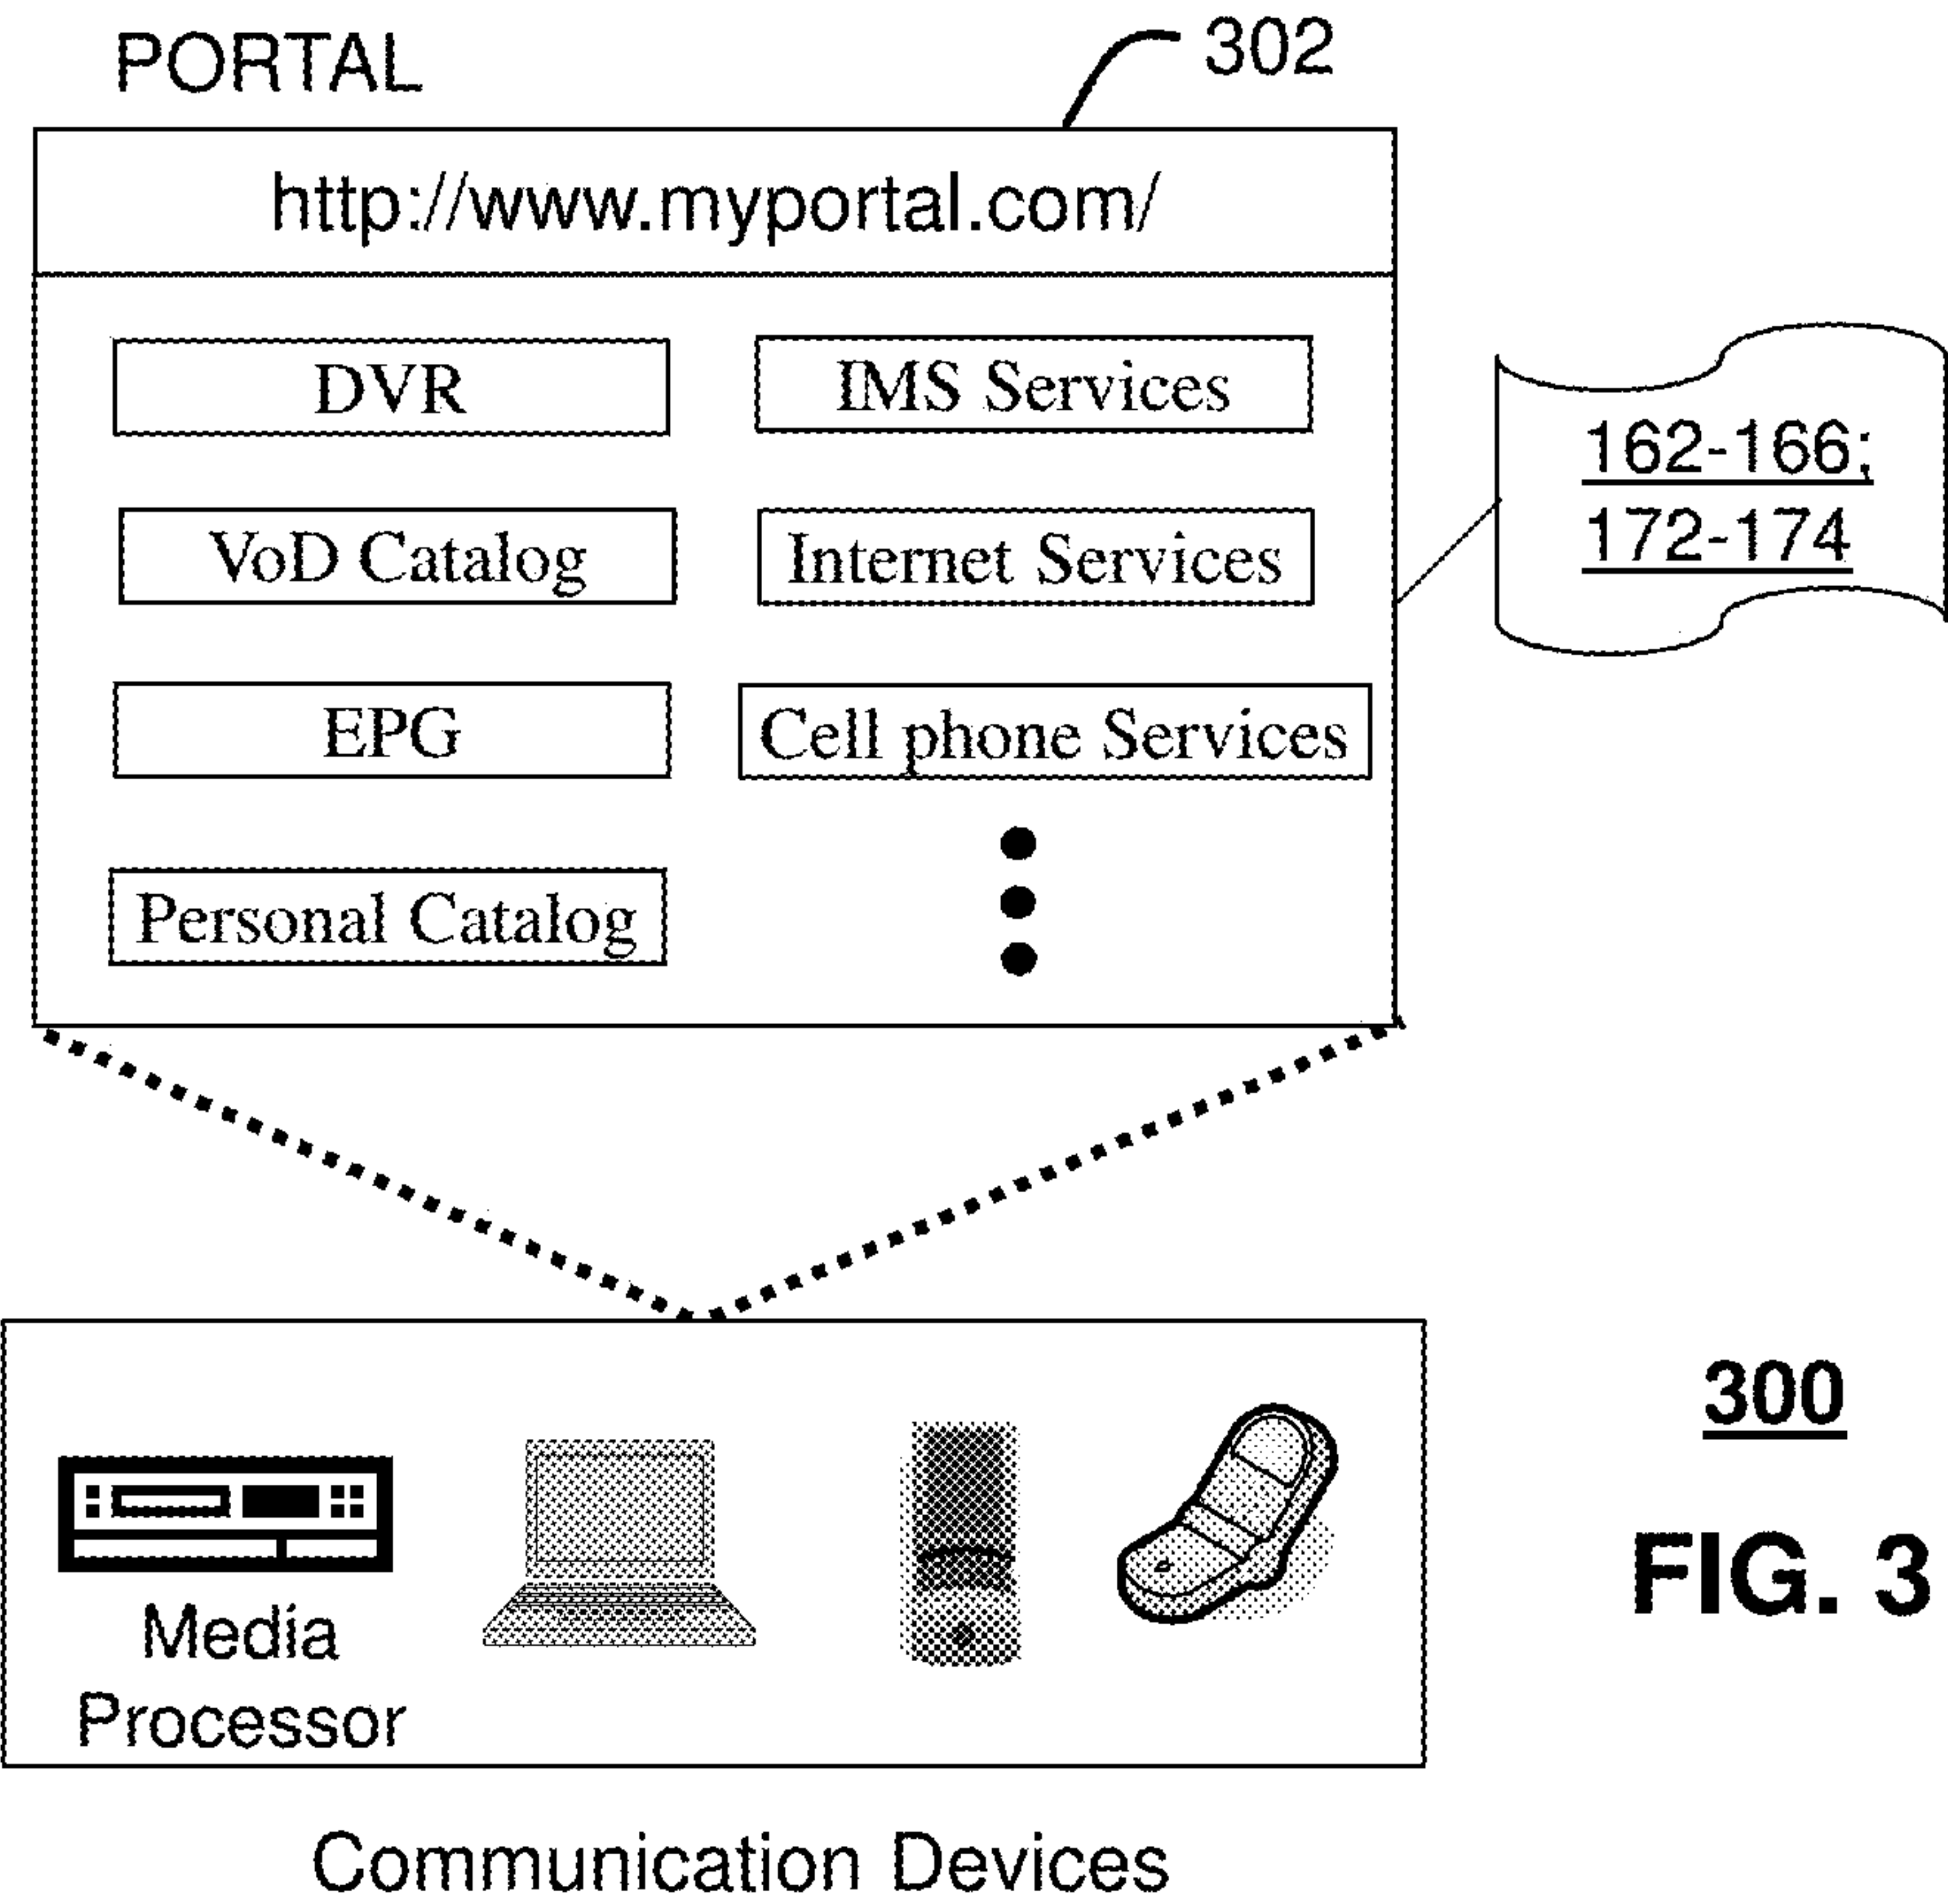 PORTAL
302
http://www.myportal.com/
DVR
IMS Services
162-166;
172-174
VoD Catalog
Internet Services
EPG
Cell phone Services
Personal Catalog
300
FIG. 3
Media
Processor
Communication Devices